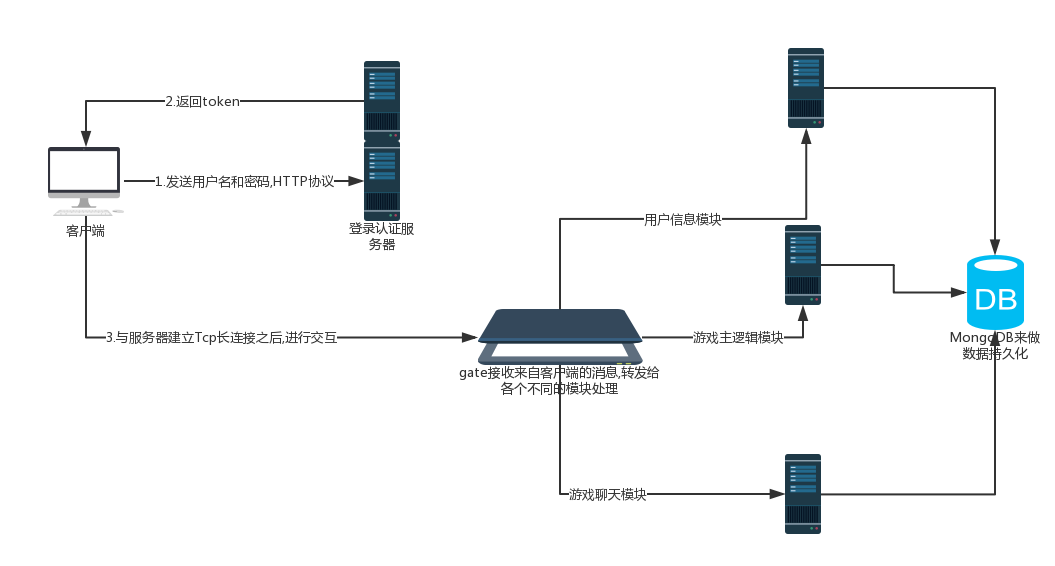 2.返回token
1.发送用户名和密码,HTTP协议
客户端
登录认证服
务器
用户信息模块
3.与服务器建立Tcp长连接之后,进行交互
游戏主逻辑模块
gate接收来自客户端的消息,转发给
各个不同的模块处理
DB
MongoDB来做
数据持久化
游戏聊天模块